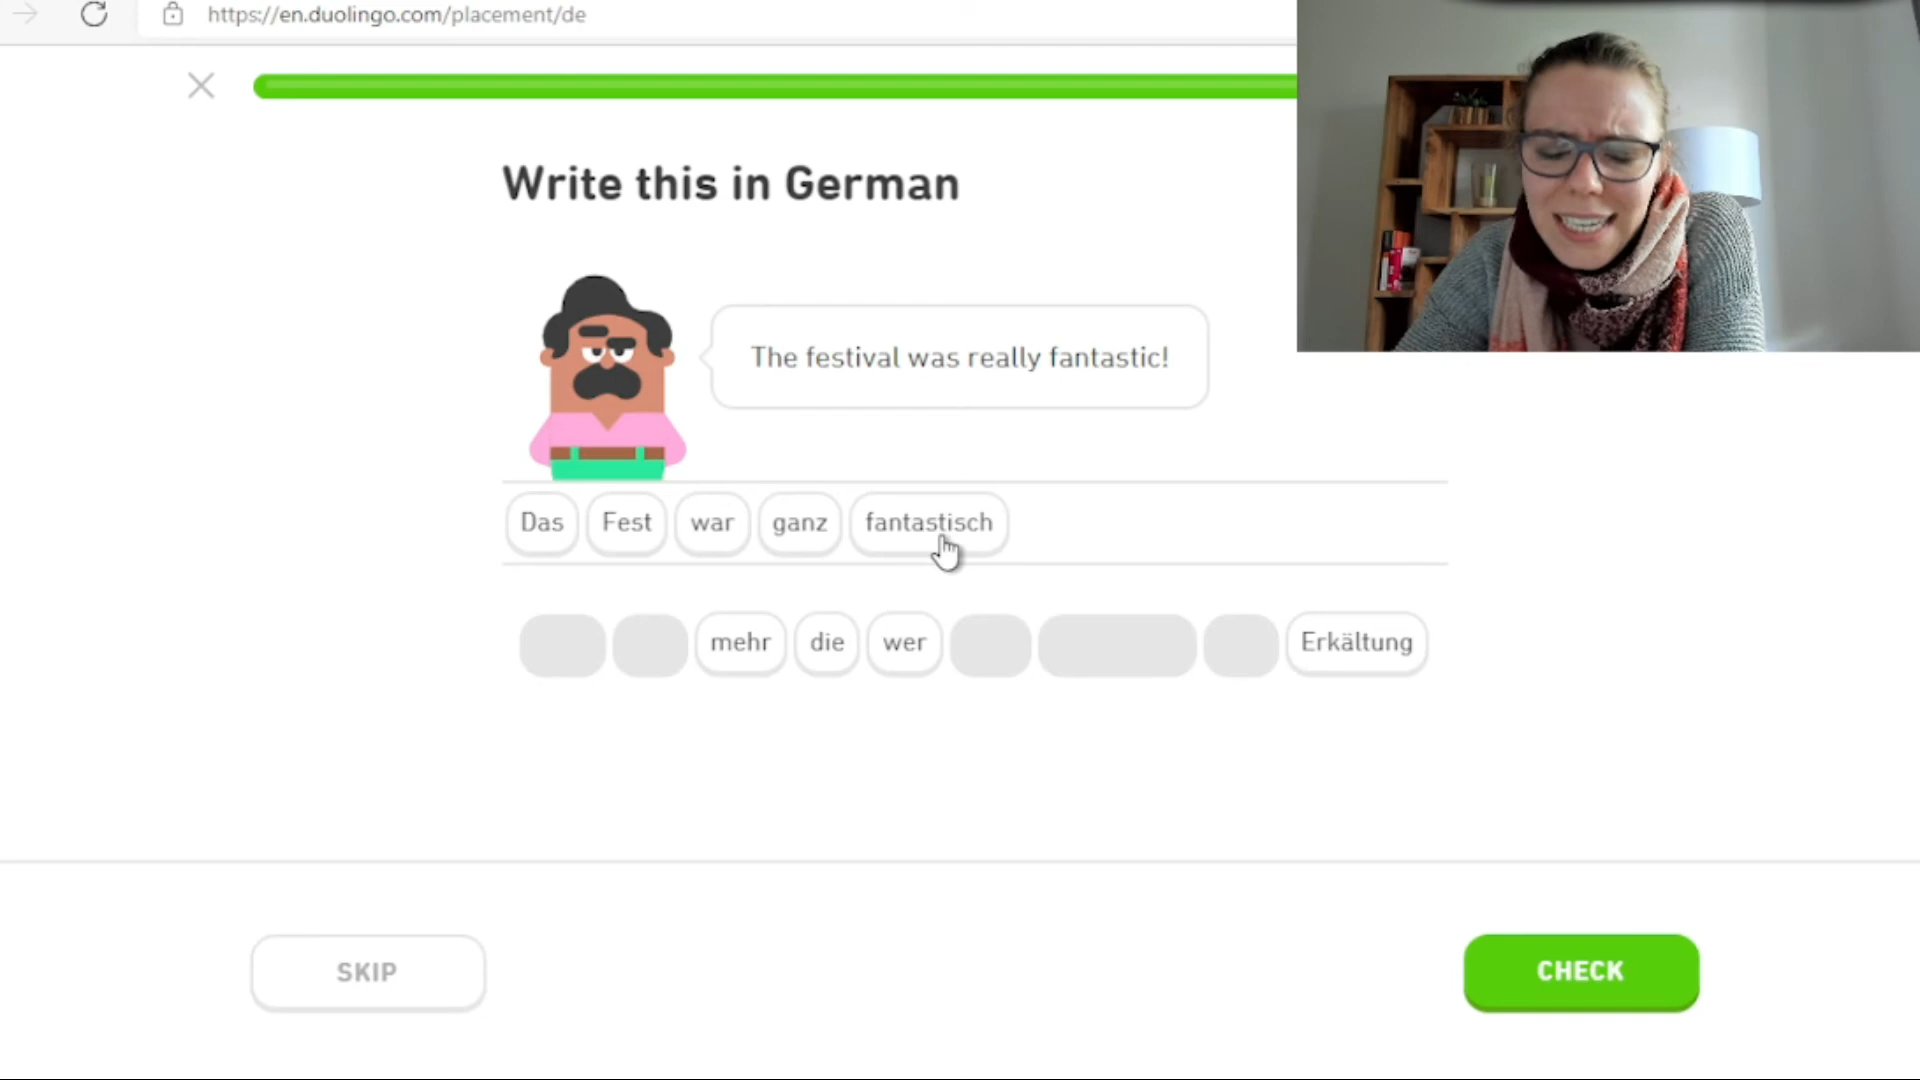 https://en.duolingo.com/placement/de
Write this in German
The festival was really fantastic!
Das Fest war ganz fantastisch
mehr die wer Erkältung
SKIP CHECK